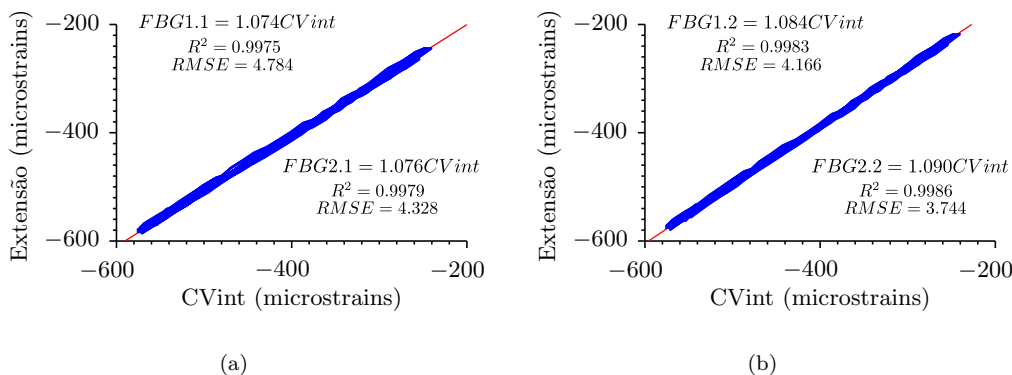 −200
−400
−600
Extensão (microstrains)
FBG1.1 = 1.074CVint
R² = 0.9975
RMSE = 4.784
FBG2.1 = 1.076CVint
R² = 0.9979
RMSE = 4.328
−600 −400 −200
CVint (microstrains)
(a)
−200
−400
−600
Extensão (microstrains)
FBG1.2 = 1.084CVint
R² = 0.9983
RMSE = 4.166
FBG2.2 = 1.090CVint
R² = 0.9986
RMSE = 3.744
−600 −400 −200
CVint (microstrains)
(b)